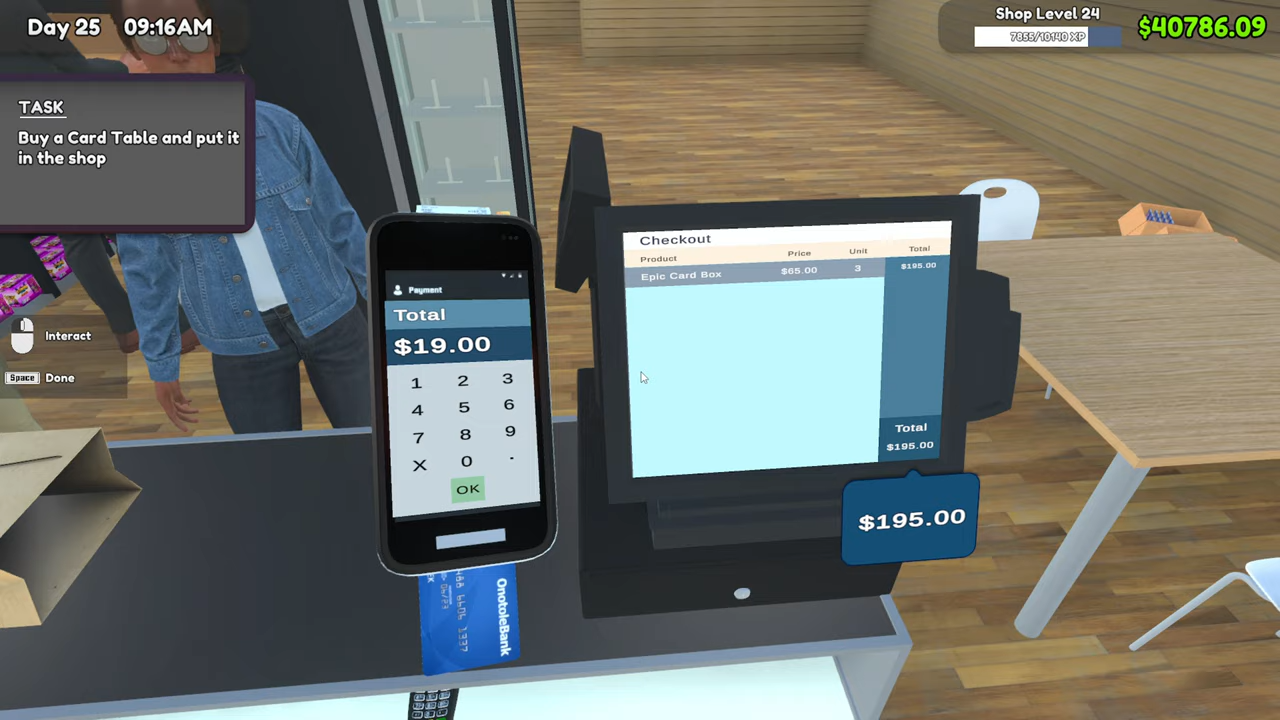 Day 25 09:16AM
Shop Level 24
7855/10140 XP
$40786.09
TASK
Buy a Card Table and put it
in the shop
Interact
Space Done
Payment
Total
$19.00
1 2 3
4 5 6
7 8 9
X 0 .
OK
Checkout
Product Price Unit Total
Epic Card Box $65.00 3 $195.00
Total
$195.00
$195.00
OnotoleBank
6606 1337